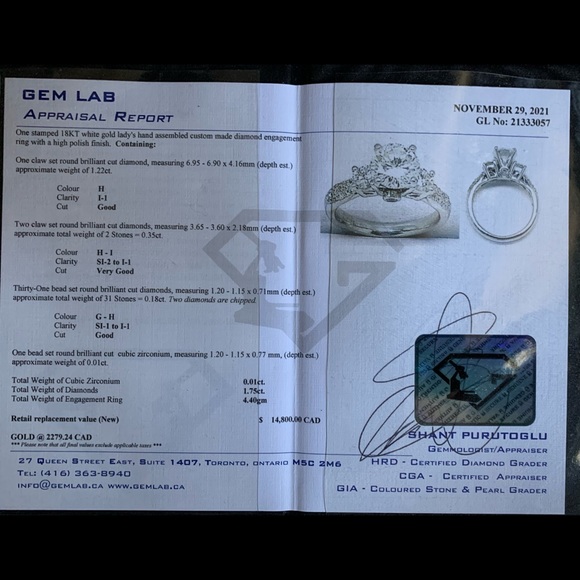 GEM LAB
APPRAISAL REPORT
NOVEMBER 29, 2021
GL No: 21333057
One stamped 18KT white gold lady's hand assembled custom made diamond engagement
ring with a high polish finish. Containing:
One claw set round brilliant cut diamond, measuring 6.95 - 6.90 x 4.16mm (depth est.)
approximate weight of 1.22ct.
Colour H
Clarity I-1
Cut Good
Two claw set round brilliant cut diamonds, measuring 3.65 - 3.60 x 2.18mm (depth est.)
approximate total weight of 2 Stones = 0.35ct.
Colour H - I
Clarity SI-2 to I-1
Cut Very Good
Thirty-One bead set round brilliant cut diamonds, measuring 1.20 - 1.15 x 0.71mm (depth est.)
approximate total weight of 31 Stones = 0.18ct. Two diamonds are chipped.
Colour G - H
Clarity SI-1 to I-1
Cut Good
One bead set round brilliant cut cubic zirconium, measuring 1.20 - 1.15 x 0.77 mm, (depth est.)
approximate weight of 0.01ct.
Total Weight of Cubic Zirconium 0.01ct.
Total Weight of Diamonds 1.75ct.
Total Weight of Engagement Ring 4.40gm
Retail replacement value (New) $ 14,800.00 CAD
GOLD @ 2279.24 CAD
*** Please note that all final values exclude applicable taxes ***
27 QUEEN STREET EAST, SUITE 1407, TORONTO, ONTARIO M5C 2M6
TEL: (416) 363-8940
INFO@GEMLAB.CA WWW.GEMLAB.CA
SHANT PURUTOGLU
GEMMOLOGIST/APPRAISER
HRD - CERTIFIED DIAMOND GRADER
CGA - CERTIFIED APPRAISER
GIA - COLOURED STONE & PEARL GRADER